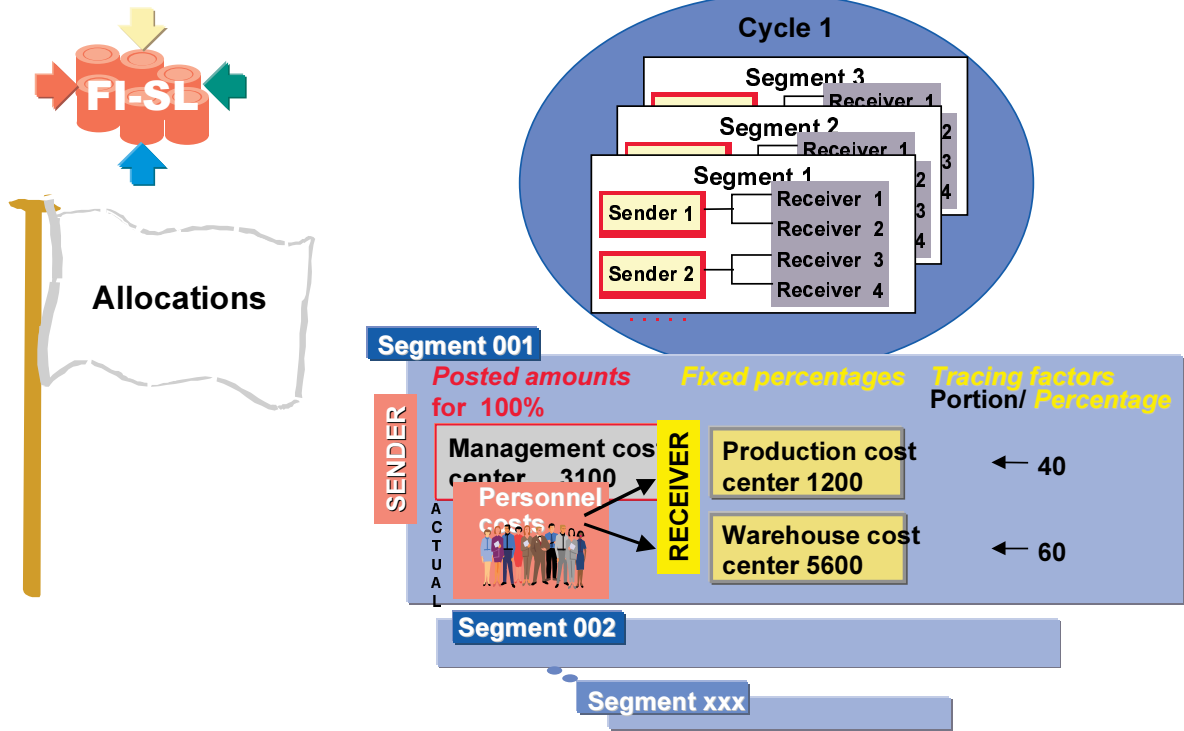 FI-SL
Allocations
Cycle 1
Segment 3
Receiver 1
2
3
4
Segment 2
Receiver 1
2
3
4
Segment 1
Sender 1
Receiver 1
Receiver 2
Sender 2
Receiver 3
Receiver 4
. . . . .
Segment 001
Posted amounts
for 100%
Fixed percentages
Tracing factors
Portion/ Percentage
SENDER
Management cost
center 3100
ACTUAL
Personnel
costs
RECEIVER
Production cost
center 1200
40
Warehouse cost
center 5600
60
Segment 002
Segment xxx